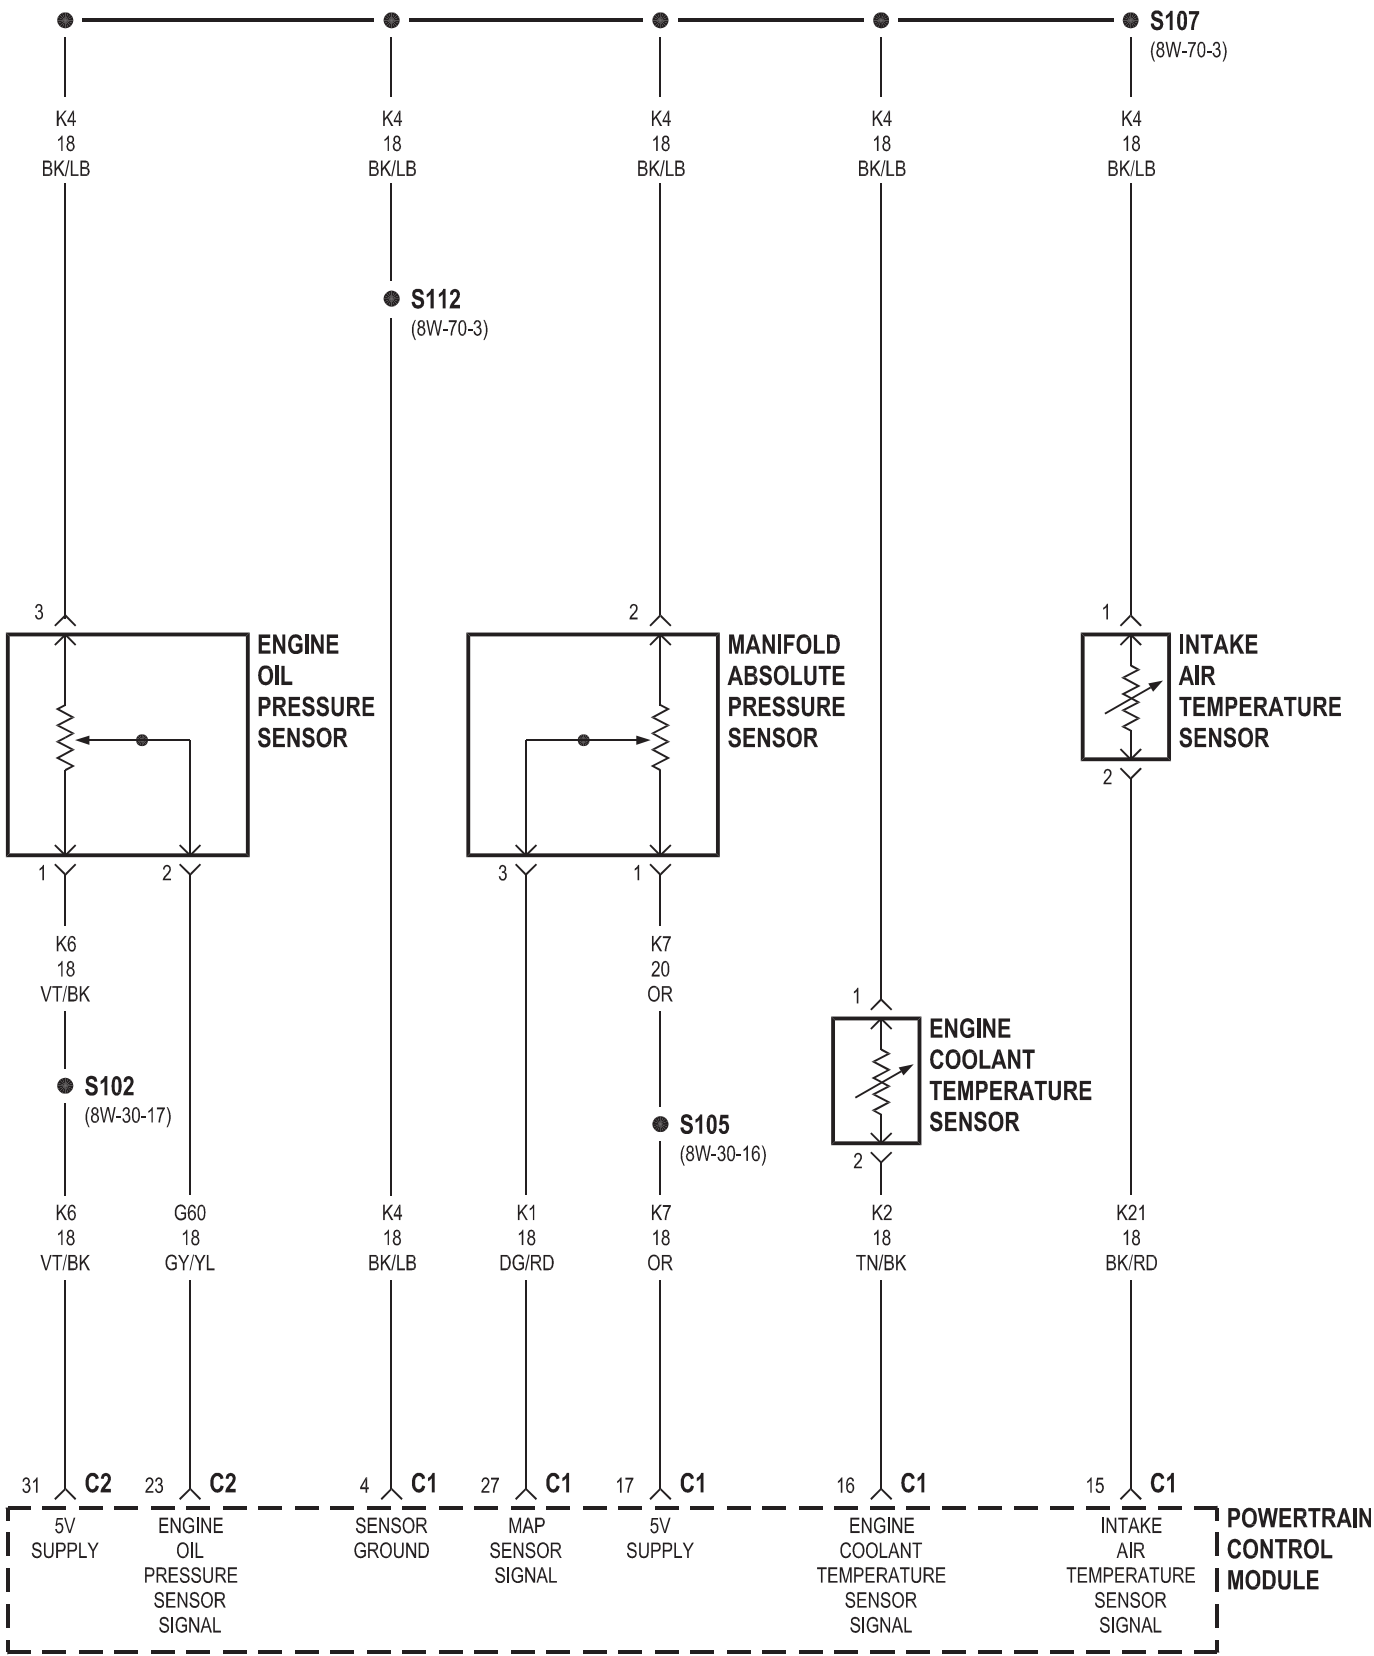 S107
(8W-70-3)
K4
18
BK/LB
K4
18
BK/LB
K4
18
BK/LB
K4
18
BK/LB
K4
18
BK/LB
S112
(8W-70-3)
3
ENGINE
OIL
PRESSURE
SENSOR
1
2
2
MANIFOLD
ABSOLUTE
PRESSURE
SENSOR
3
1
1
INTAKE
AIR
TEMPERATURE
SENSOR
2
K6
18
VT/BK
K7
20
OR
S102
(8W-30-17)
S105
(8W-30-16)
1
ENGINE
COOLANT
TEMPERATURE
SENSOR
2
K6
18
VT/BK
G60
18
GY/YL
K4
18
BK/LB
K1
18
DG/RD
K7
18
OR
K2
18
TN/BK
K21
18
BK/RD
31 C2
23 C2
4 C1
27 C1
17 C1
16 C1
15 C1
5V
SUPPLY
ENGINE
OIL
PRESSURE
SENSOR
SIGNAL
SENSOR
GROUND
MAP
SENSOR
SIGNAL
5V
SUPPLY
ENGINE
COOLANT
TEMPERATURE
SENSOR
SIGNAL
INTAKE
AIR
TEMPERATURE
SENSOR
SIGNAL
POWERTRAIN
CONTROL
MODULE